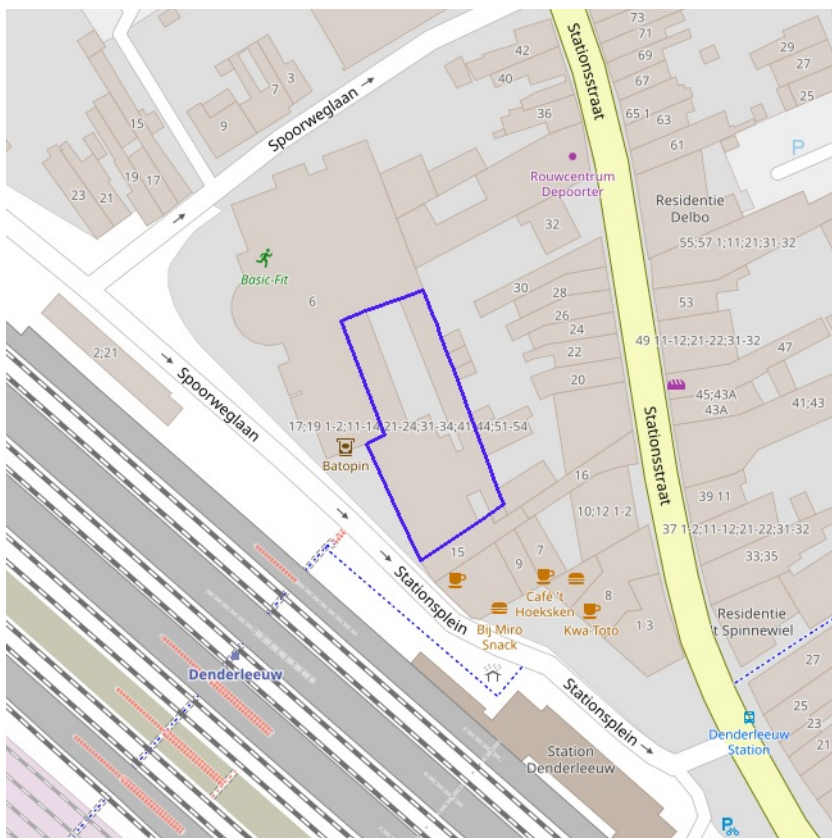 73
71
69
67
65 1
63
61
42
40
36
29
27
25
Stationsstraat
3
7
9
15
19
17
23
21
Spoorweglaan
P
Rouwcentrum
Depoorter
Residentie
Delbo
32
55;57 1;11;21;31-32
Basic-Fit
6
30
28
26
24
22
20
53
49 11-12;21-22;31-32
47
45;43A
43A
41;43
2;21
Spoorweglaan
17;19 1-2;11-14;21-24;31-34;41-44;51-54
Batopin
Stationsstraat
16
10;12 1-2
39 11
37 1-2;11-12;21-22;31-32
33;35
15
9
7
8
1 3
Café 't
Hoeksken
Bij Miro
Snack
Kwa-Toto
Stationsplein
Residentie
't Spinnewiel
27
25
23
21
Denderleeuw
Stationsplein
Station
Denderleeuw
Denderleeuw
Station